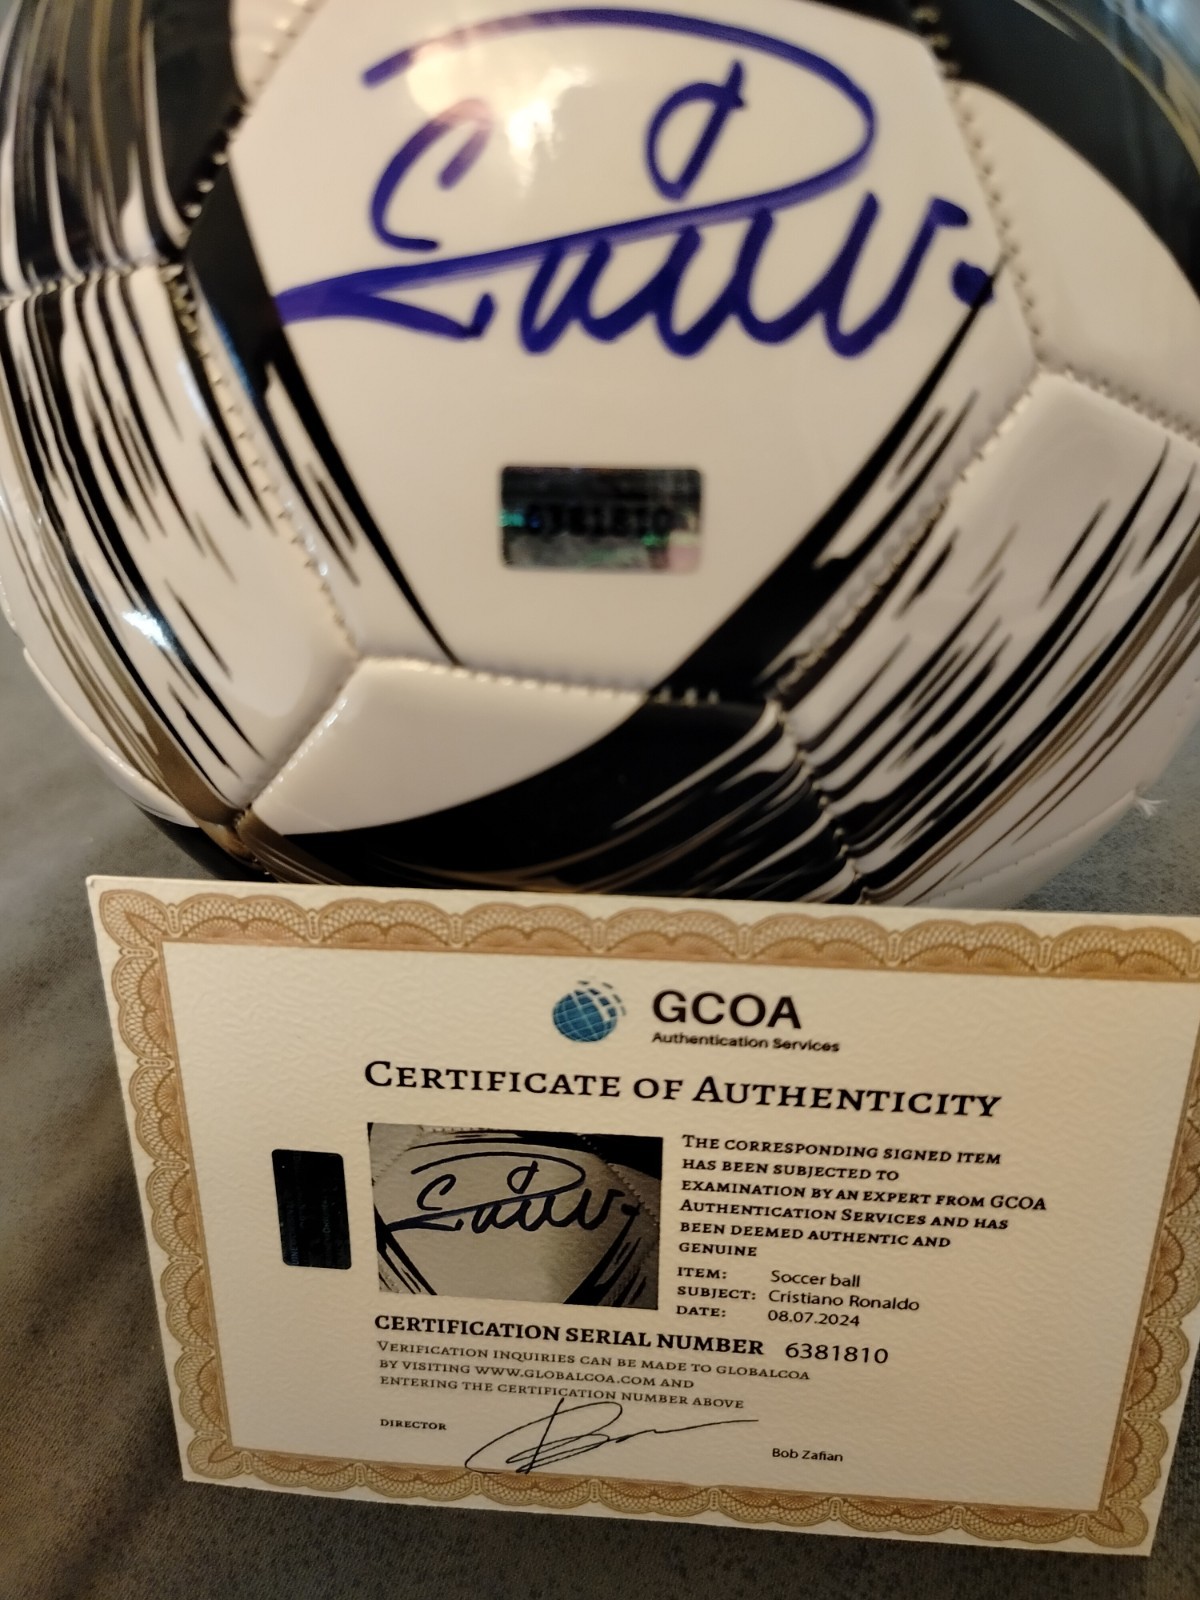 6381810
GCOA
Authentication Services
CERTIFICATE OF AUTHENTICITY
THE CORRESPONDING SIGNED ITEM
HAS BEEN SUBJECTED TO
EXAMINATION BY AN EXPERT FROM GCOA
AUTHENTICATION SERVICES AND HAS
BEEN DEEMED AUTHENTIC AND
GENUINE
ITEM: Soccer ball
SUBJECT: Cristiano Ronaldo
DATE: 08.07.2024
CERTIFICATION SERIAL NUMBER 6381810
VERIFICATION INQUIRIES CAN BE MADE TO GLOBALCOA
BY VISITING WWW.GLOBALCOA.COM AND
ENTERING THE CERTIFICATION NUMBER ABOVE
DIRECTOR
Bob Zafian